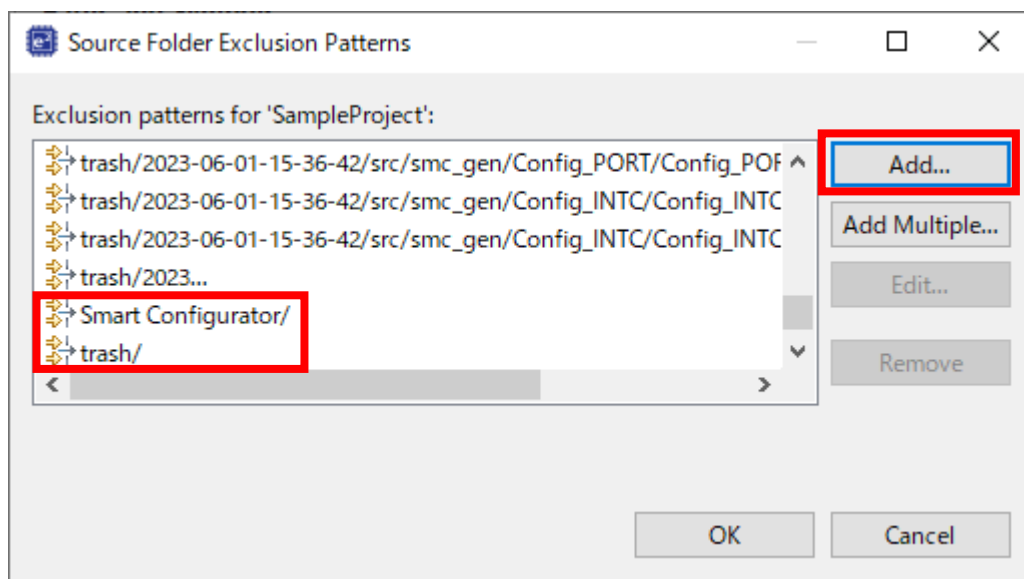 Source Folder Exclusion Patterns
Exclusion patterns for 'SampleProject':
trash/2023-06-01-15-36-42/src/smc_gen/Config_PORT/Config_POR
trash/2023-06-01-15-36-42/src/smc_gen/Config_INTC/Config_INTC
trash/2023-06-01-15-36-42/src/smc_gen/Config_INTC/Config_INTC
trash/2023...
Smart Configurator/
trash/
Add...
Add Multiple...
Edit...
Remove
OK
Cancel